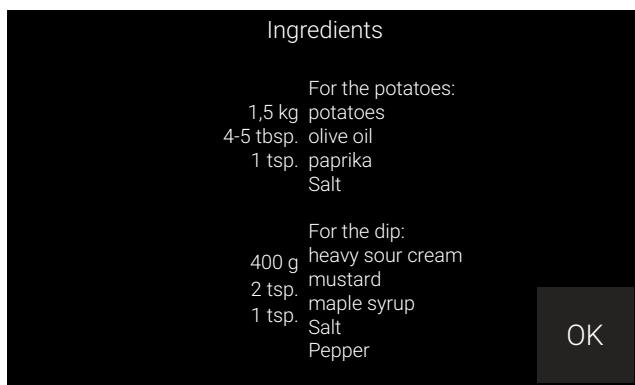 Ingredients
For the potatoes:
1,5 kg potatoes
4-5 tbsp. olive oil
1 tsp. paprika
Salt
For the dip:
400 g heavy sour cream
2 tsp. mustard
1 tsp. maple syrup
Salt
Pepper
OK